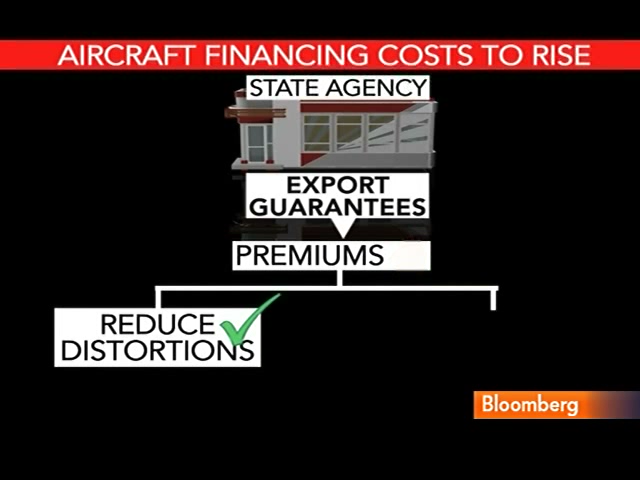 AIRCRAFT FINANCING COSTS TO RISE
STATE AGENCY
EXPORT
GUARANTEES
PREMIUMS
REDUCE
DISTORTIONS
Bloomberg